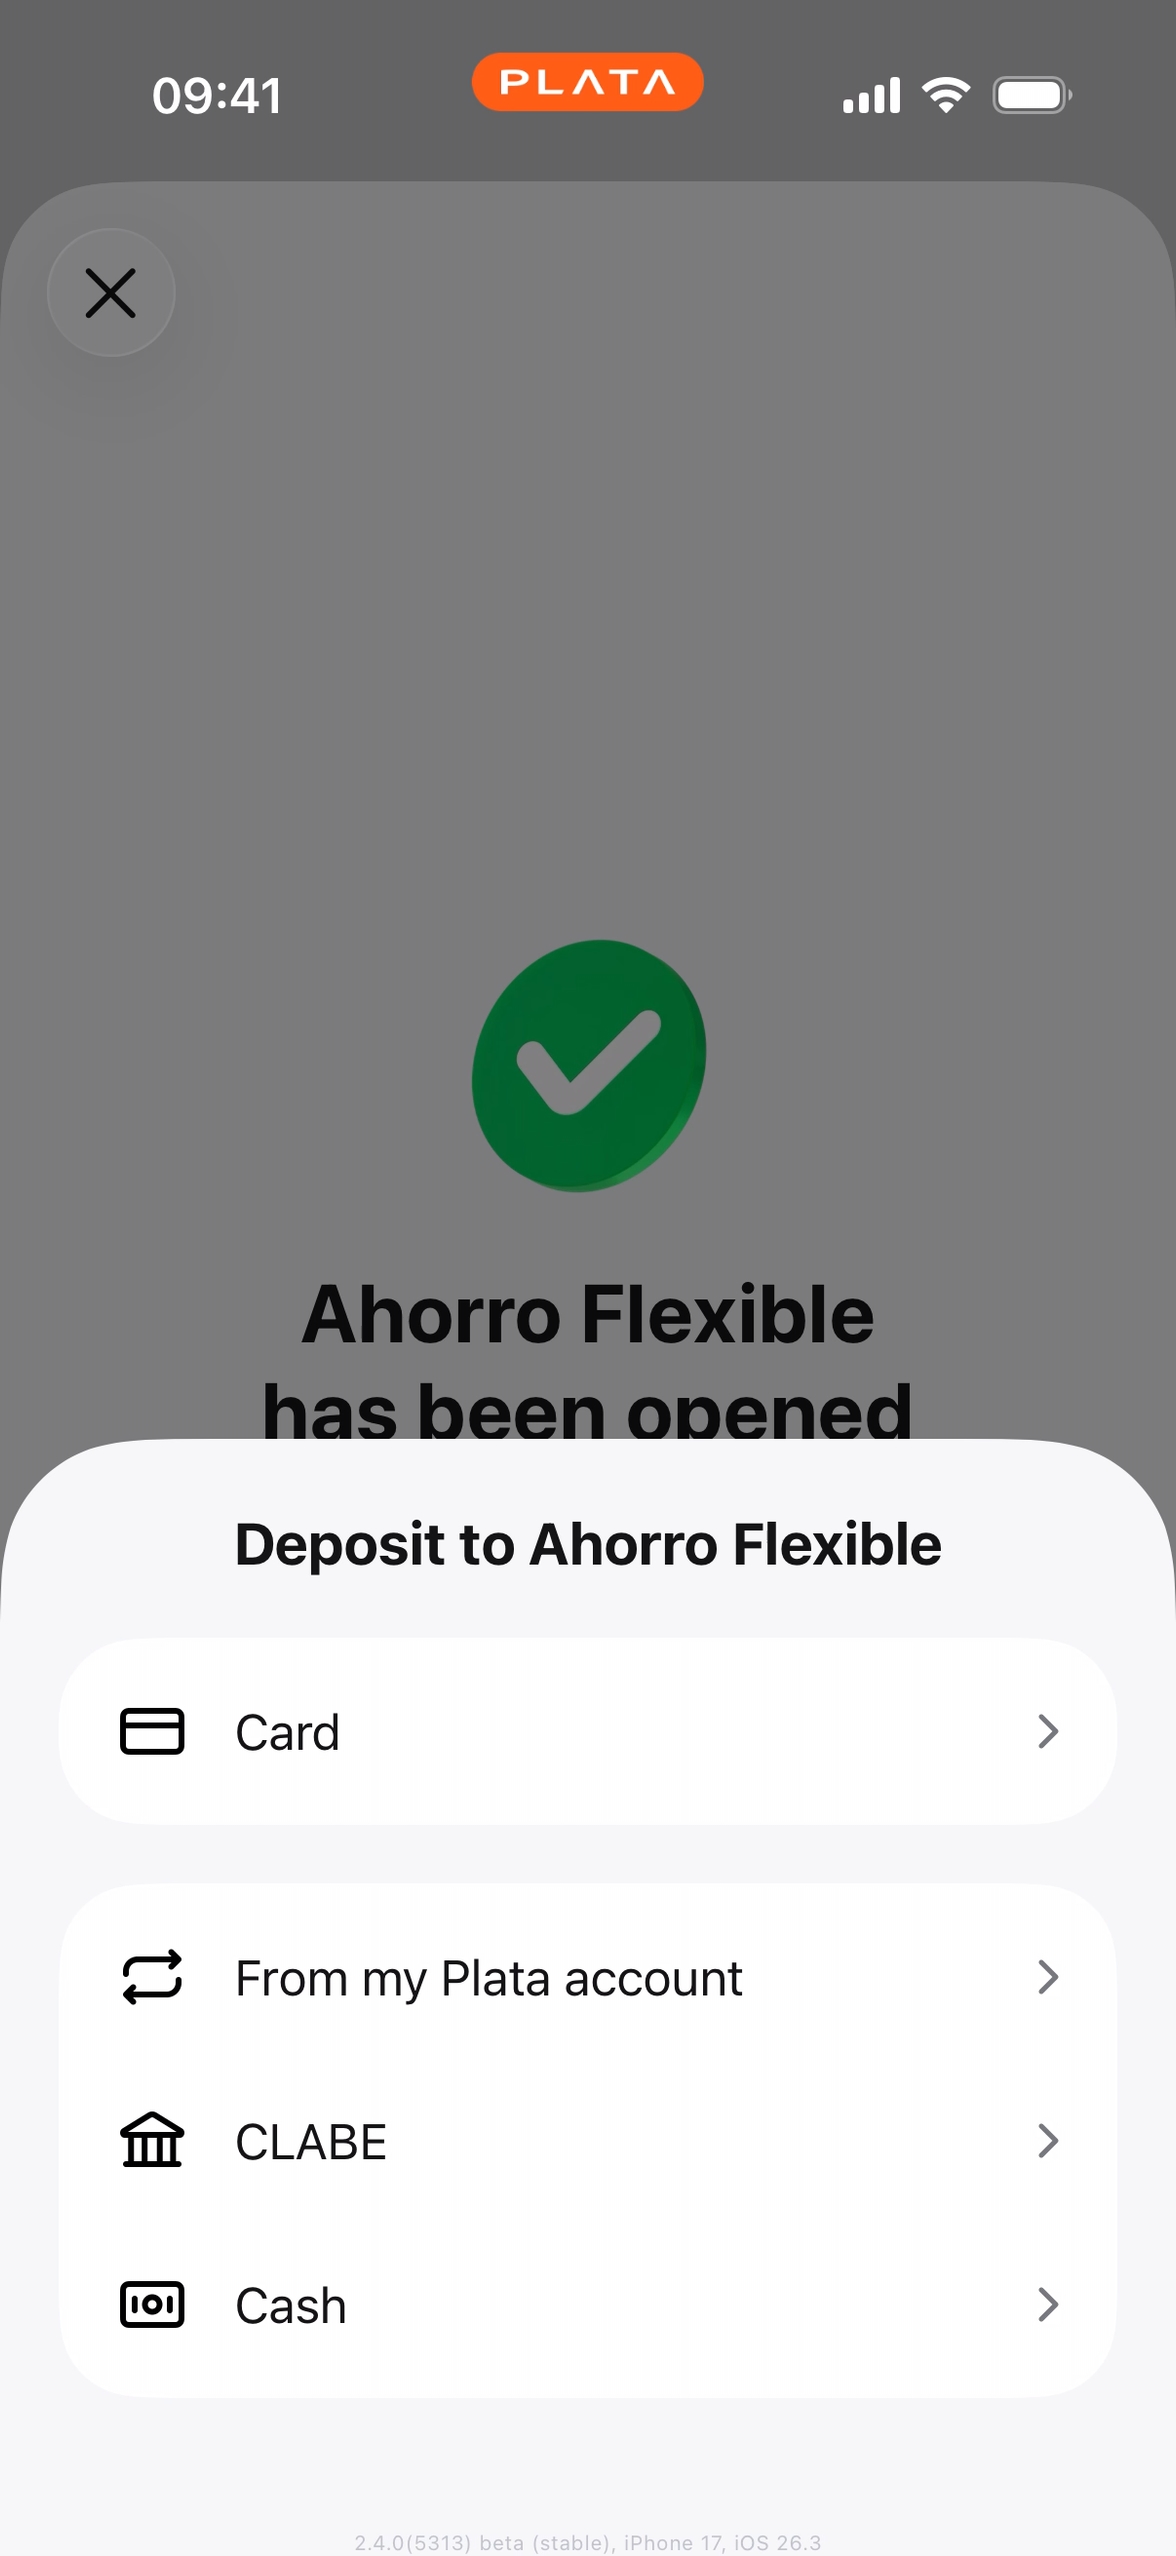 09:41
PLATA
Ahorro Flexible
has been opened
Deposit to Ahorro Flexible
Card
From my Plata account
CLABE
Cash
2.4.0(5313) beta (stable), iPhone 17, iOS 26.3